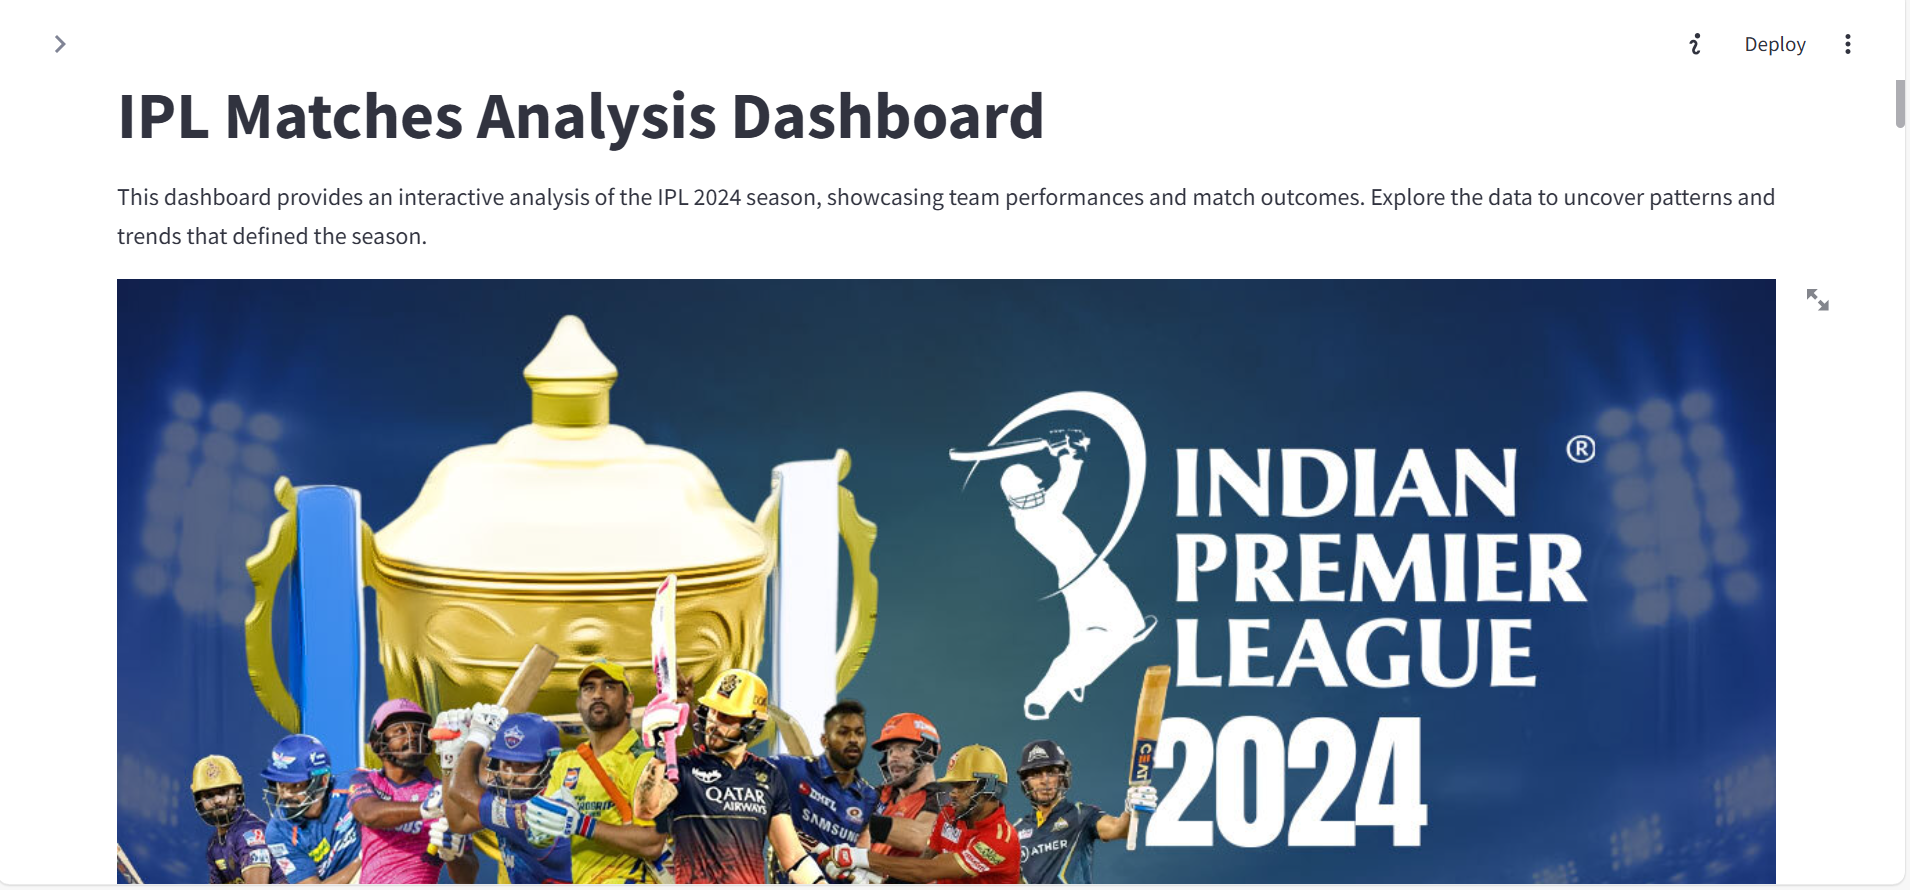 Deploy
IPL Matches Analysis Dashboard
This dashboard provides an interactive analysis of the IPL 2024 season, showcasing team performances and match outcomes. Explore the data to uncover patterns and
trends that defined the season.
INDIAN
®
PREMIER
LEAGUE
2024
QATAR
AIRWAYS
SAMSUNG
CEAT
ATHER